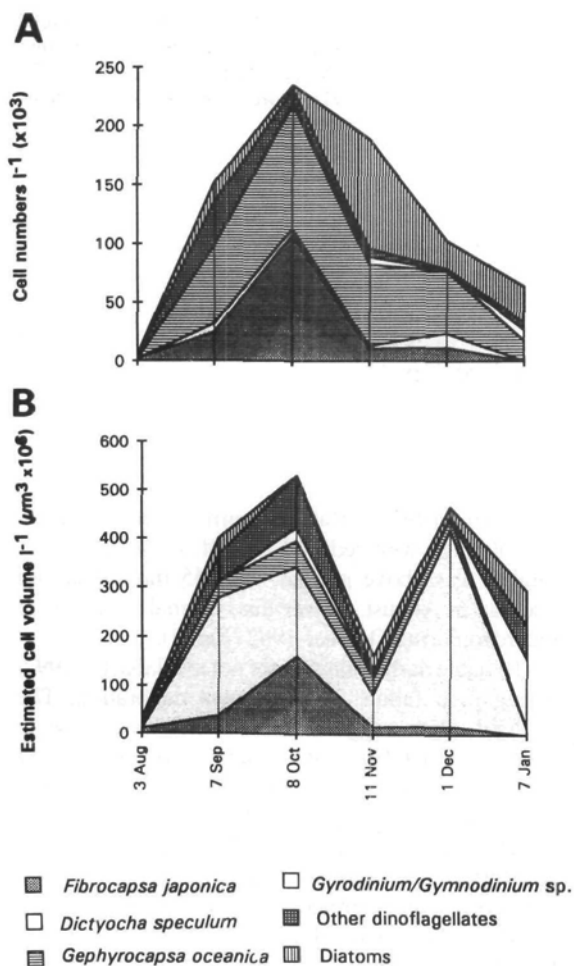 A
Cell numbers l⁻¹ (x10³)
250
200
150
100
50
0
B
Estimated cell volume l⁻¹ (µm³ x10⁶)
600
500
400
300
200
100
0
3 Aug
7 Sep
8 Oct
11 Nov
1 Dec
7 Jan
Fibrocapsa japonica
Gyrodinium/Gymnodinium sp.
Dictyocha speculum
Other dinoflagellates
Gephyrocapsa oceanica
Diatoms